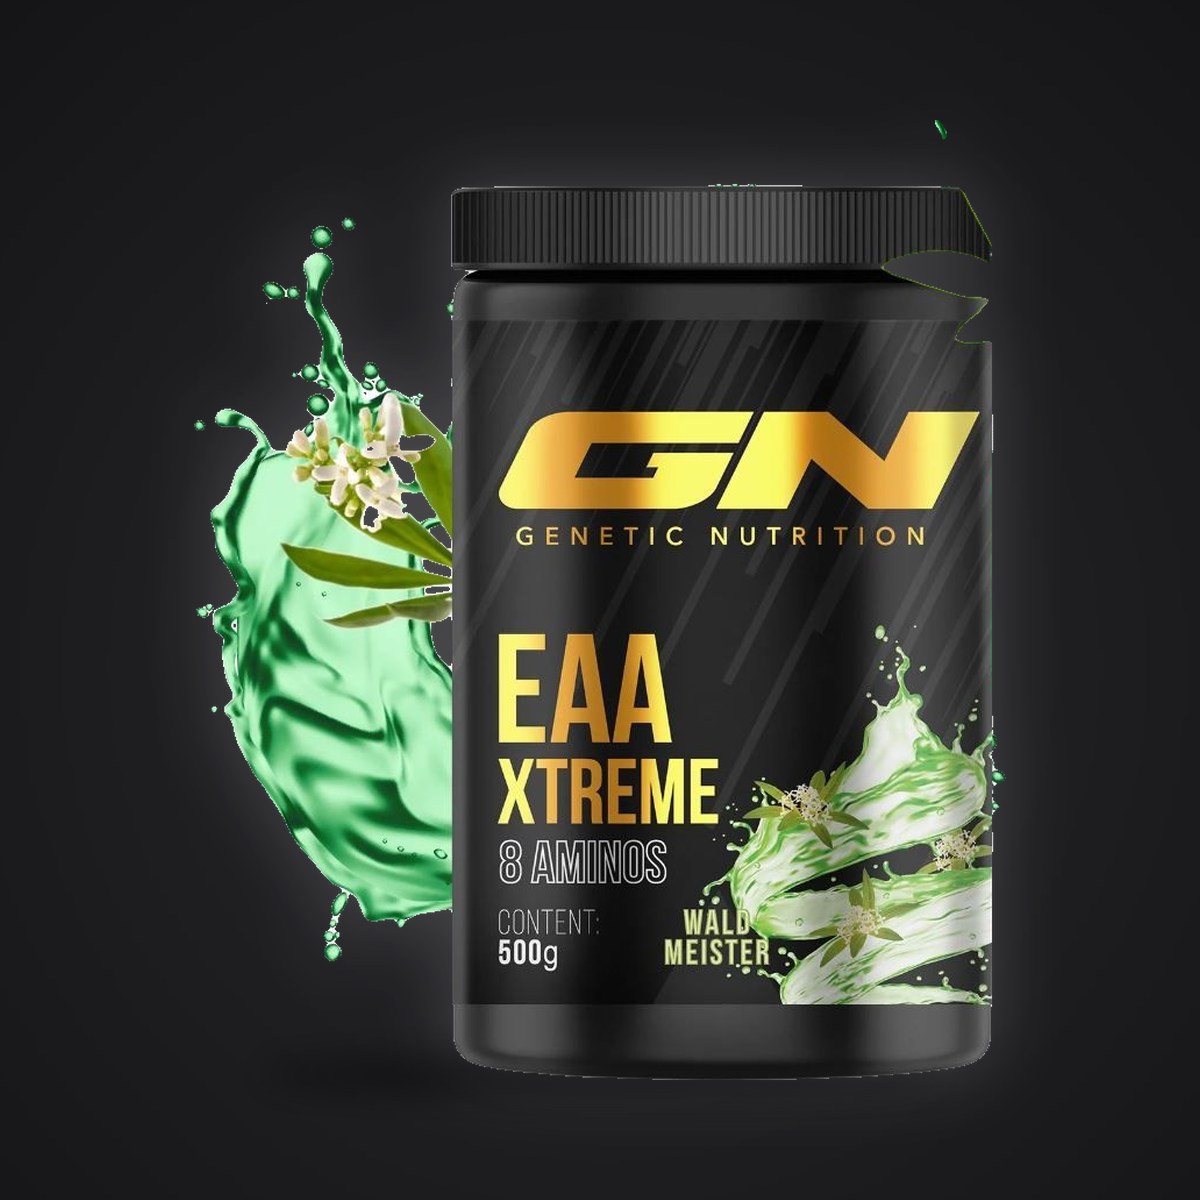 GN
GENETIC NUTRITION
EAA
XTREME
8 AMINOS
CONTENT:
500g
WALD
MEISTER